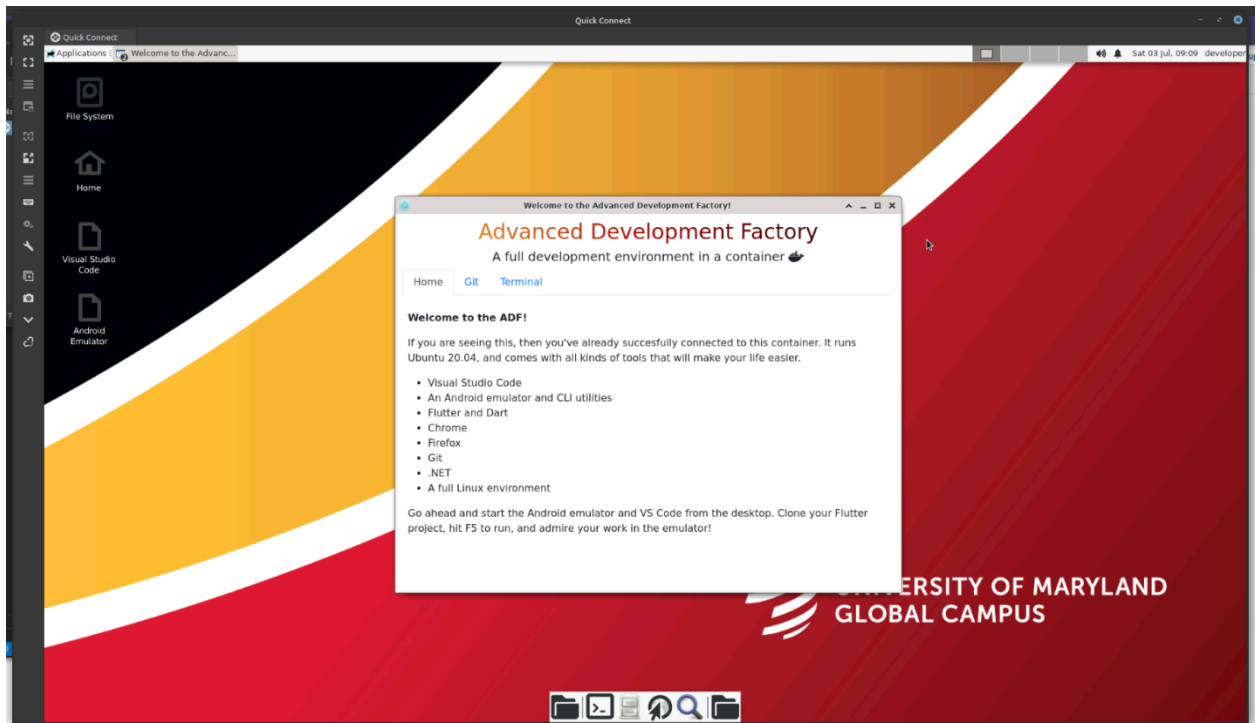 Quick Connect
Quick Connect
Applications
Welcome to the Advanc...
Sat 03 Jul, 09:09 developer
File System
Home
Visual Studio
Code
Android
Emulator
Welcome to the Advanced Development Factory!
Advanced Development Factory
A full development environment in a container
Home Git Terminal
Welcome to the ADF!
If you are seeing this, then you've already succesfully connected to this container. It runs
Ubuntu 20.04, and comes with all kinds of tools that will make your life easier.
• Visual Studio Code
• An Android emulator and CLI utilities
• Flutter and Dart
• Chrome
• Firefox
• Git
• .NET
• A full Linux environment
Go ahead and start the Android emulator and VS Code from the desktop. Clone your Flutter
project, hit F5 to run, and admire your work in the emulator!
UNIVERSITY OF MARYLAND
GLOBAL CAMPUS